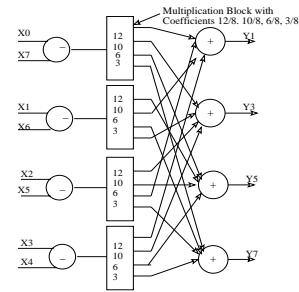 Multiplication Block with
Coefficients 12/8. 10/8, 6/8, 3/8
X0
X7
−
12
10
6
3
+
Y1
X1
X6
−
12
10
6
3
+
Y3
X2
X5
−
12
10
6
3
+
Y5
X3
X4
−
12
10
6
3
+
Y7